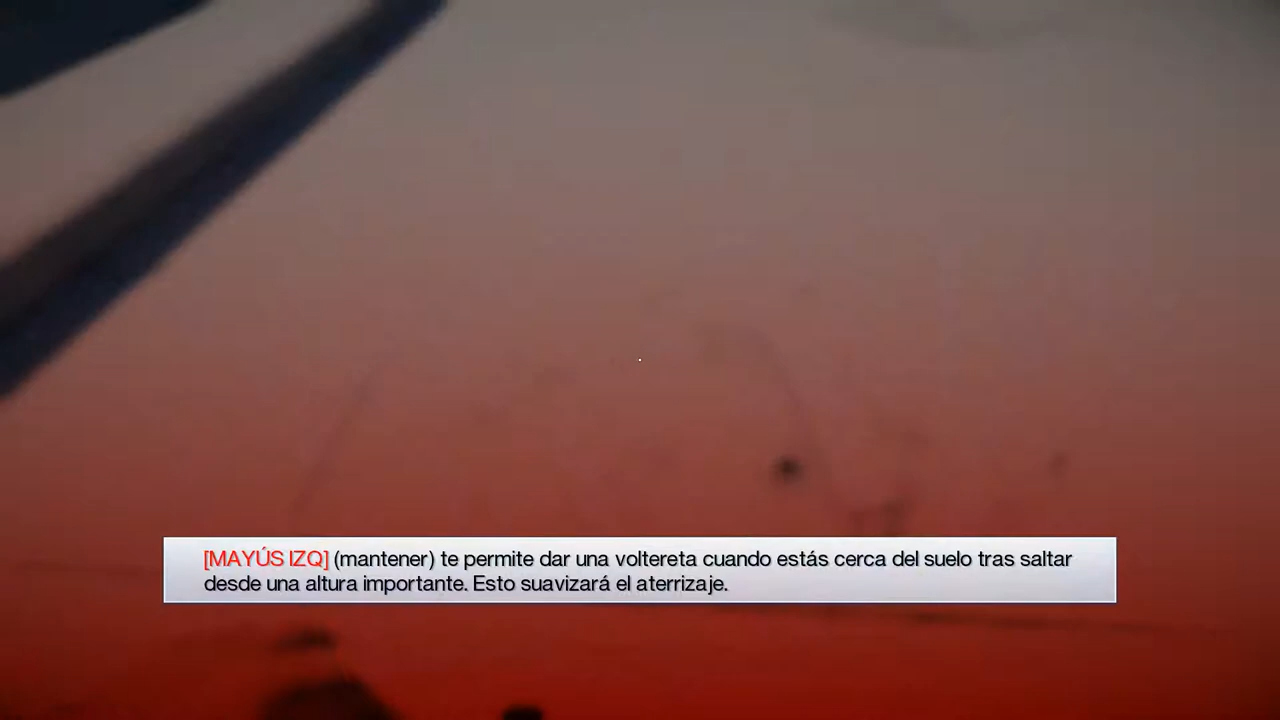 [MAYÚS IZQ] (mantener) te permite dar una voltereta cuando estás cerca del suelo tras saltar
desde una altura importante. Esto suavizará el aterrizaje.